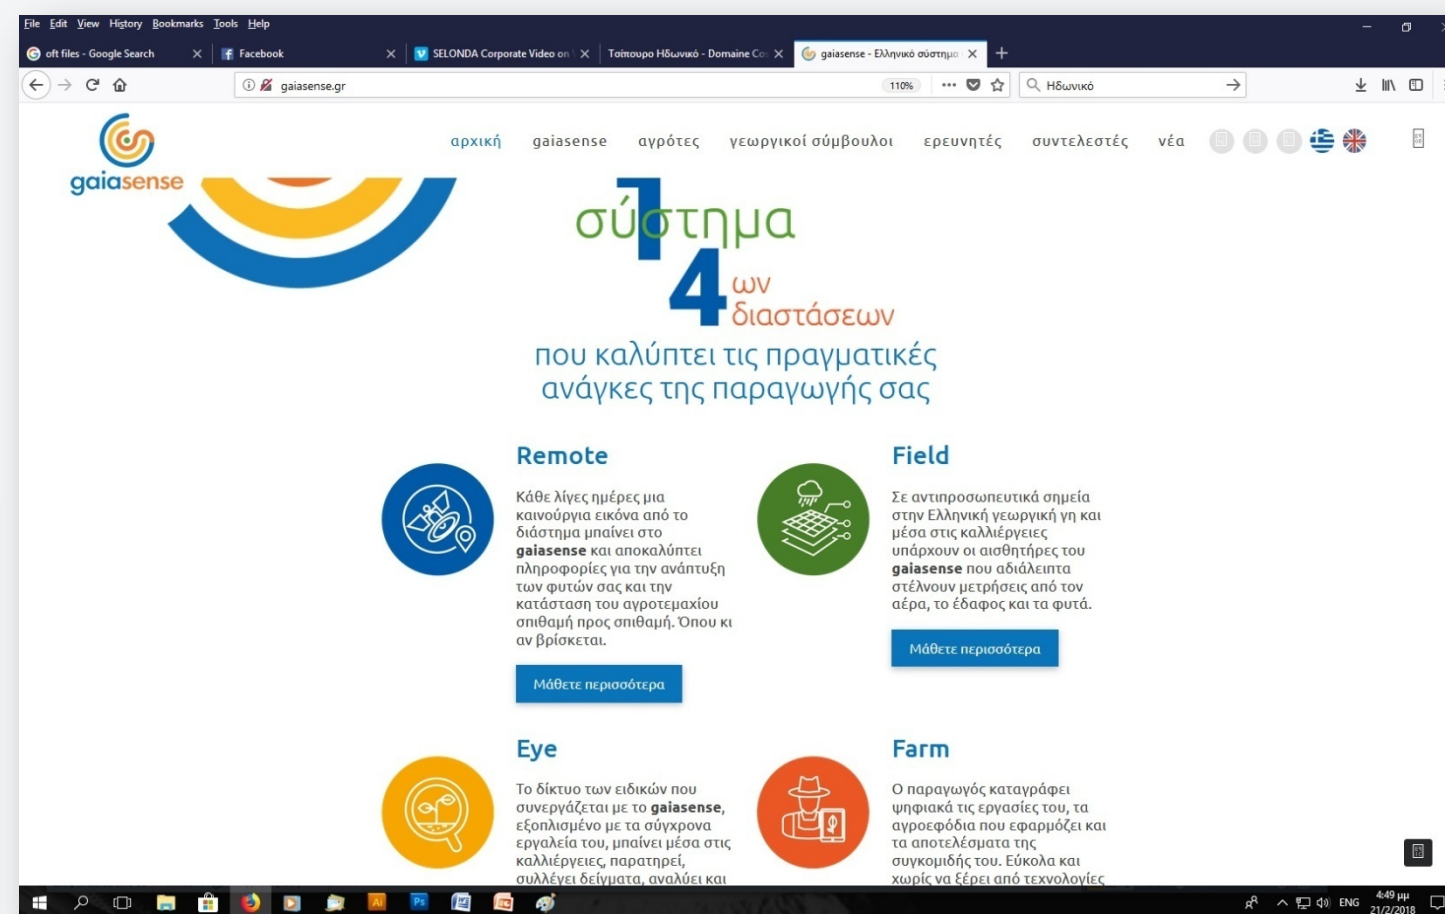 File Edit View History Bookmarks Tools Help
oft files - Google Search
Facebook
SELONDA Corporate Video on
Τσίπουρο Ηδωνικό - Domaine Co
gaiasense - Ελληνικό σύστημα
gaiasense.gr
110%
Ηδωνικό
gaiasense
αρχική gaiasense αγρότες γεωργικοί σύμβουλοι ερευνητές συντελεστές νέα
1
σύστημα
4 ων
διαστάσεων
που καλύπτει τις πραγματικές
ανάγκες της παραγωγής σας
Remote
Κάθε λίγες ημέρες μια
καινούργια εικόνα από το
διάστημα μπαίνει στο
gaiasense και αποκαλύπτει
πληροφορίες για την ανάπτυξη
των φυτών σας και την
κατάσταση του αγροτεμαχίου
σπιθαμή προς σπιθαμή. Όπου κι
αν βρίσκεται.
Μάθετε περισσότερα
Field
Σε αντιπροσωπευτικά σημεία
στην Ελληνική γεωργική γη και
μέσα στις καλλιέργειες
υπάρχουν οι αισθητήρες του
gaiasense που αδιάλειπτα
στέλνουν μετρήσεις από τον
αέρα, το έδαφος και τα φυτά.
Μάθετε περισσότερα
Eye
Το δίκτυο των ειδικών που
συνεργάζεται με το gaiasense,
εξοπλισμένο με τα σύγχρονα
εργαλεία του, μπαίνει μέσα στις
καλλιέργειες, παρατηρεί,
συλλέγει δείγματα, αναλύει και
Farm
Ο παραγωγός καταγράφει
ψηφιακά τις εργασίες του, τα
αγροεφόδια που εφαρμόζει και
τα αποτελέσματα της
συγκομιδής του. Εύκολα και
χωρίς να ξέρει από τεχνολογίες
Ai
Ps
ENG
4:49 μμ
21/2/2018